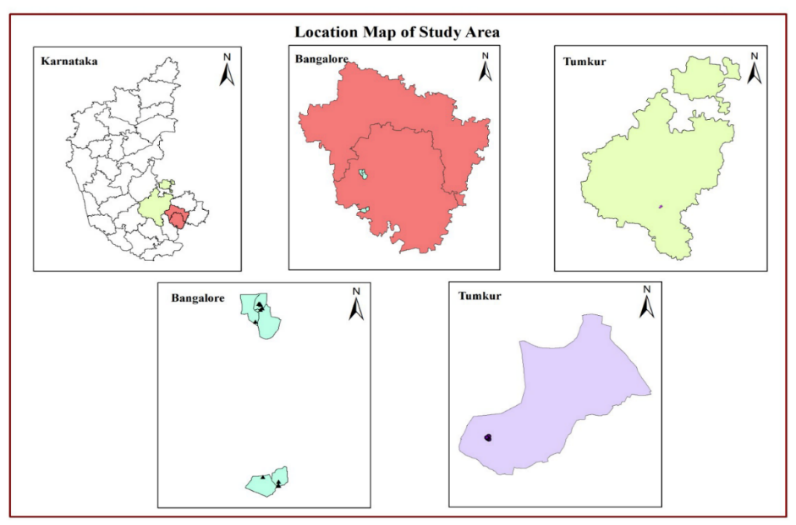 Location Map of Study Area
Karnataka
N
Bangalore
N
Tumkur
N
Bangalore
N
Tumkur
N